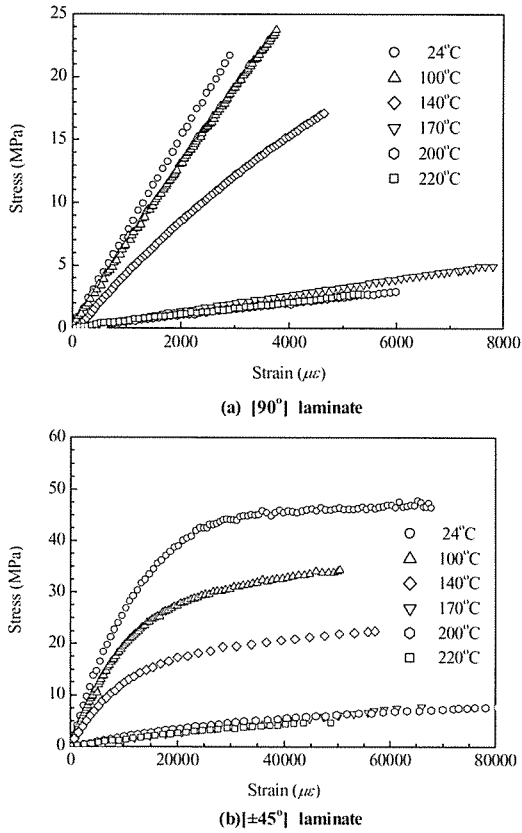 25
20
15
10
5
0
0 2000 4000 6000 8000
Stress (MPa)
24°C
100°C
140°C
170°C
200°C
220°C
Strain (με)
(a) [90°] laminate
60
50
40
30
20
10
0
0 20000 40000 60000 80000
Stress (MPa)
24°C
100°C
140°C
170°C
200°C
220°C
Strain (με)
(b)[±45°] laminate